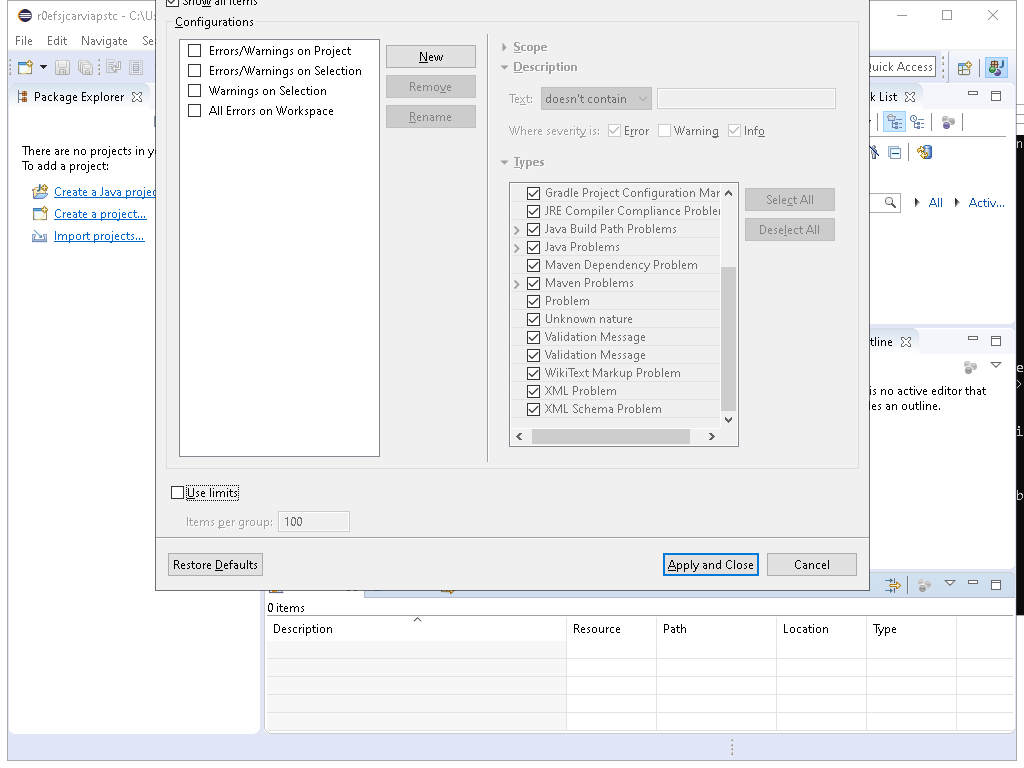 r0efsjcarviapstc - C:\Us
Show all items
File Edit Navigate Se
Configurations
Errors/Warnings on Project
Errors/Warnings on Selection
Warnings on Selection
All Errors on Workspace
New
Remove
Rename
Scope
Description
Text: doesn't contain
Where severity is: Error Warning Info
Types
Gradle Project Configuration Mar
JRE Compiler Compliance Probler
Java Build Path Problems
Java Problems
Maven Dependency Problem
Maven Problems
Problem
Unknown nature
Validation Message
Validation Message
WikiText Markup Problem
XML Problem
XML Schema Problem
Select All
Deselect All
Use limits
Items per group: 100
Restore Defaults
Apply and Close
Cancel
Quick Access
Package Explorer
There are no projects in y
To add a project:
Create a Java projec
Create a project...
Import projects...
k List
All Activ...
tline
is no active editor that
les an outline.
0 items
Description Resource Path Location Type